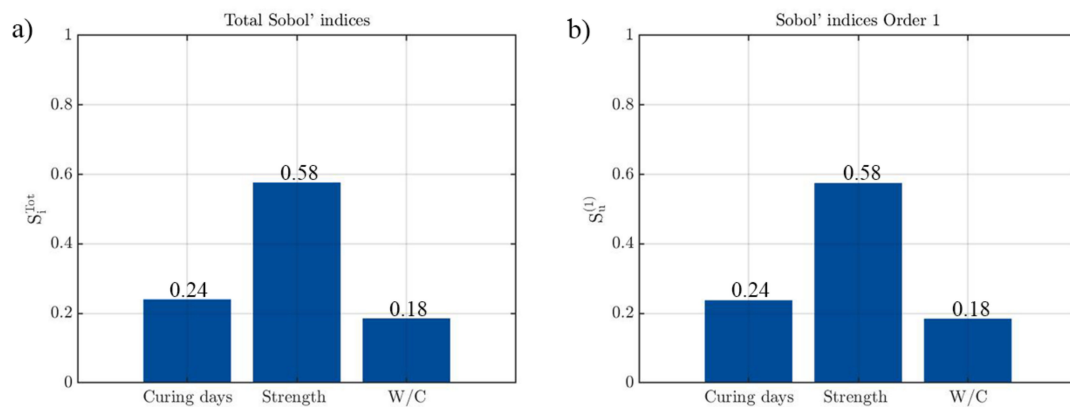 a)
Total Sobol' indices
1
0.8
0.6
0.4
0.2
0
S_i^Tot
0.24
0.58
0.18
Curing days Strength W/C
b)
Sobol' indices Order 1
1
0.8
0.6
0.4
0.2
0
S_u^(1)
0.24
0.58
0.18
Curing days Strength W/C